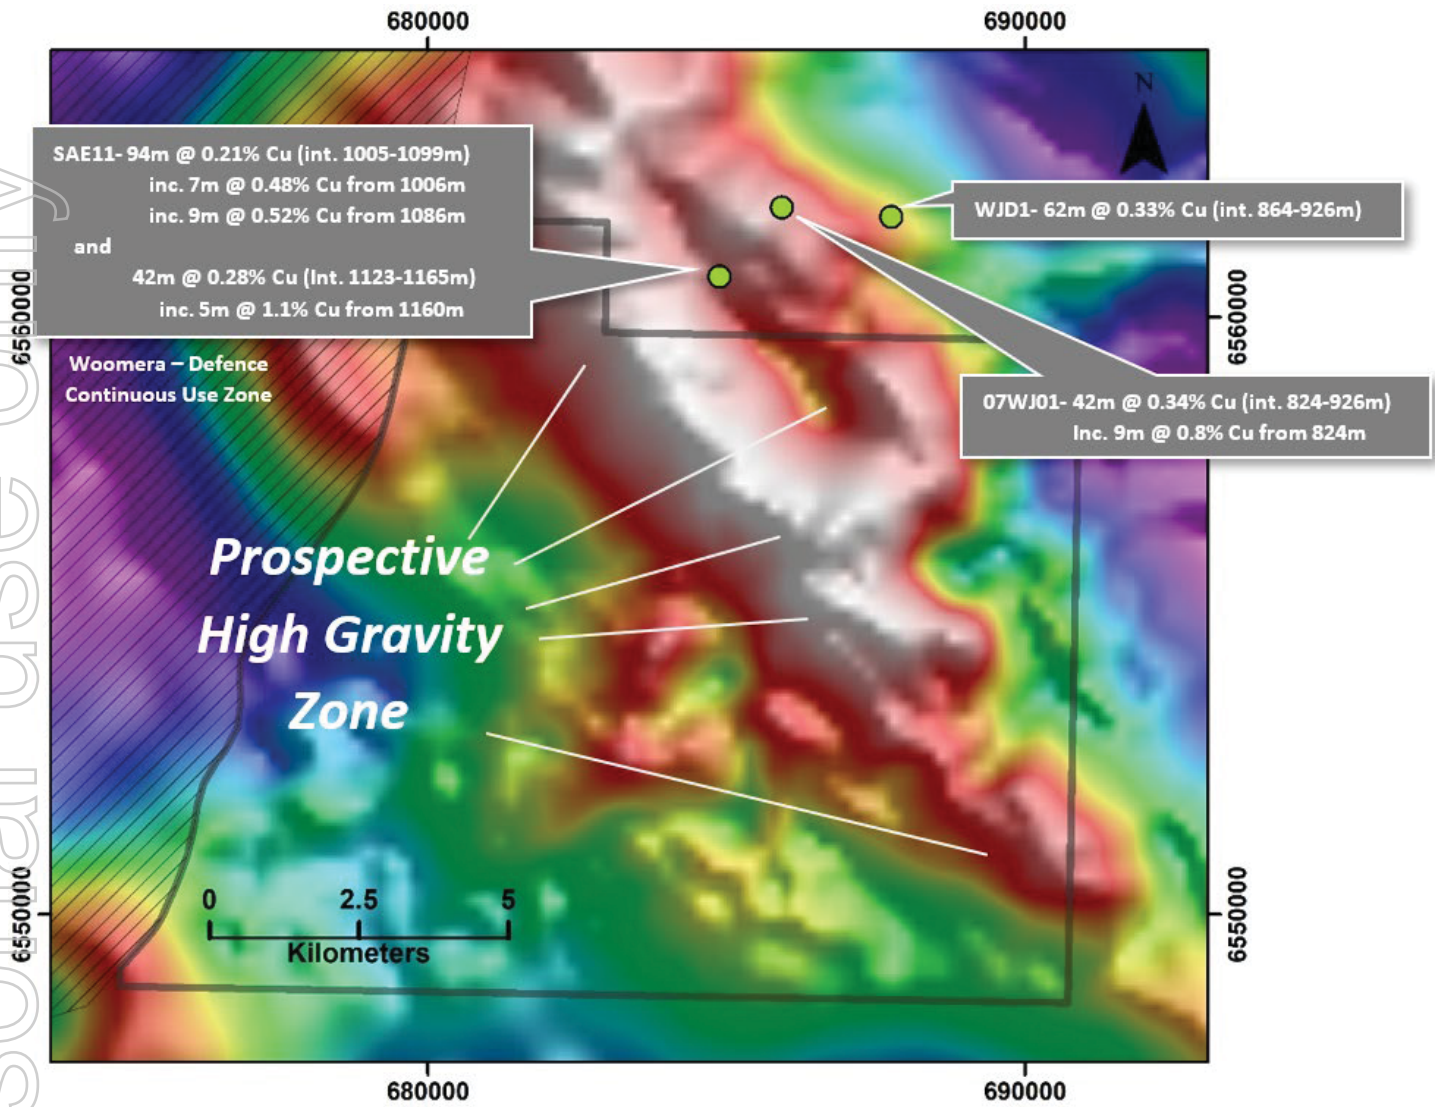 680000
690000
N
SAE11- 94m @ 0.21% Cu (int. 1005-1099m)
inc. 7m @ 0.48% Cu from 1006m
inc. 9m @ 0.52% Cu from 1086m
and
42m @ 0.28% Cu (Int. 1123-1165m)
inc. 5m @ 1.1% Cu from 1160m
WJD1- 62m @ 0.33% Cu (int. 864-926m)
6560000
6560000
Woomera – Defence
Continuous Use Zone
07WJ01- 42m @ 0.34% Cu (int. 824-926m)
Inc. 9m @ 0.8% Cu from 824m
Prospective
High Gravity
Zone
0 2.5 5
Kilometers
6550000
6550000
680000
690000
sonal use only